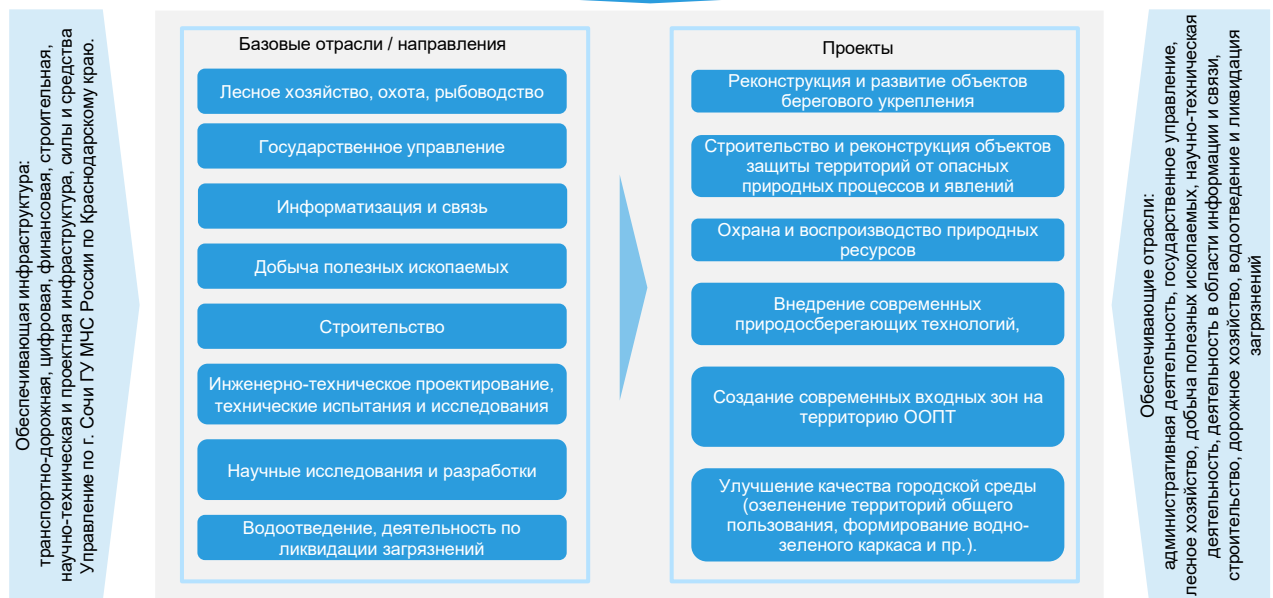 Обеспечивающая инфраструктура:
транспортно-дорожная, цифровая, финансовая, строительная,
научно-техническая и проектная инфраструктура, силы и средства
Управление по г. Сочи ГУ МЧС России по Краснодарскому краю.
Базовые отрасли / направления
Лесное хозяйство, охота, рыбоводство
Государственное управление
Информатизация и связь
Добыча полезных ископаемых
Строительство
Инженерно-техническое проектирование,
технические испытания и исследования
Научные исследования и разработки
Водоотведение, деятельность по
ликвидации загрязнений
Проекты
Реконструкция и развитие объектов
берегового укрепления
Строительство и реконструкция объектов
защиты территорий от опасных
природных процессов и явлений
Охрана и воспроизводство природных
ресурсов
Внедрение современных
природосберегающих технологий,
Создание современных входных зон на
территорию ООПТ
Улучшение качества городской среды
(озеленение территорий общего
пользования, формирование водно-
зеленого каркаса и пр.).
Обеспечивающие отрасли:
административная деятельность, государственное управление,
лесное хозяйство, добыча полезных ископаемых, научно-техническая
деятельность, деятельность в области информации и связи,
строительство, дорожное хозяйство, водоотведение и ликвидация
загрязнений